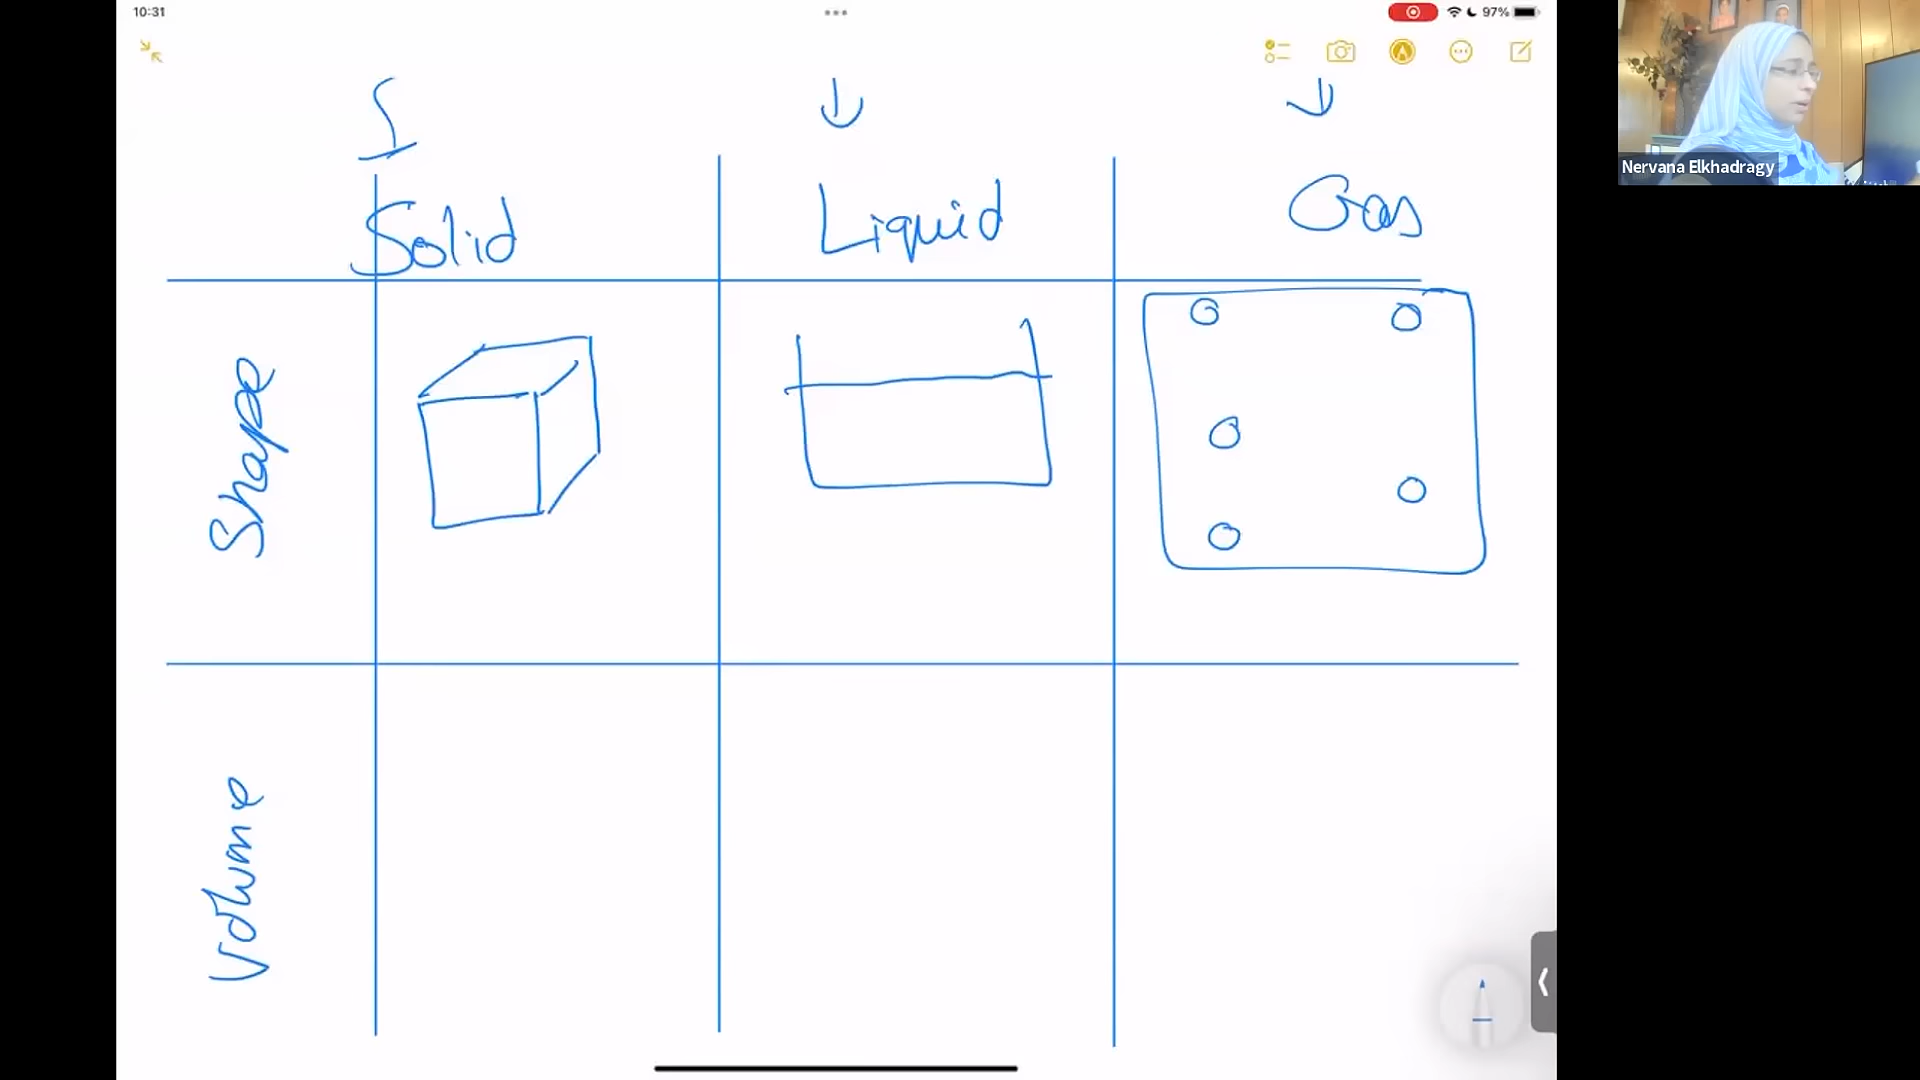 10:31
97%
Nervana Elkhadragy
Solid Liquid Gas
Shape
Volume